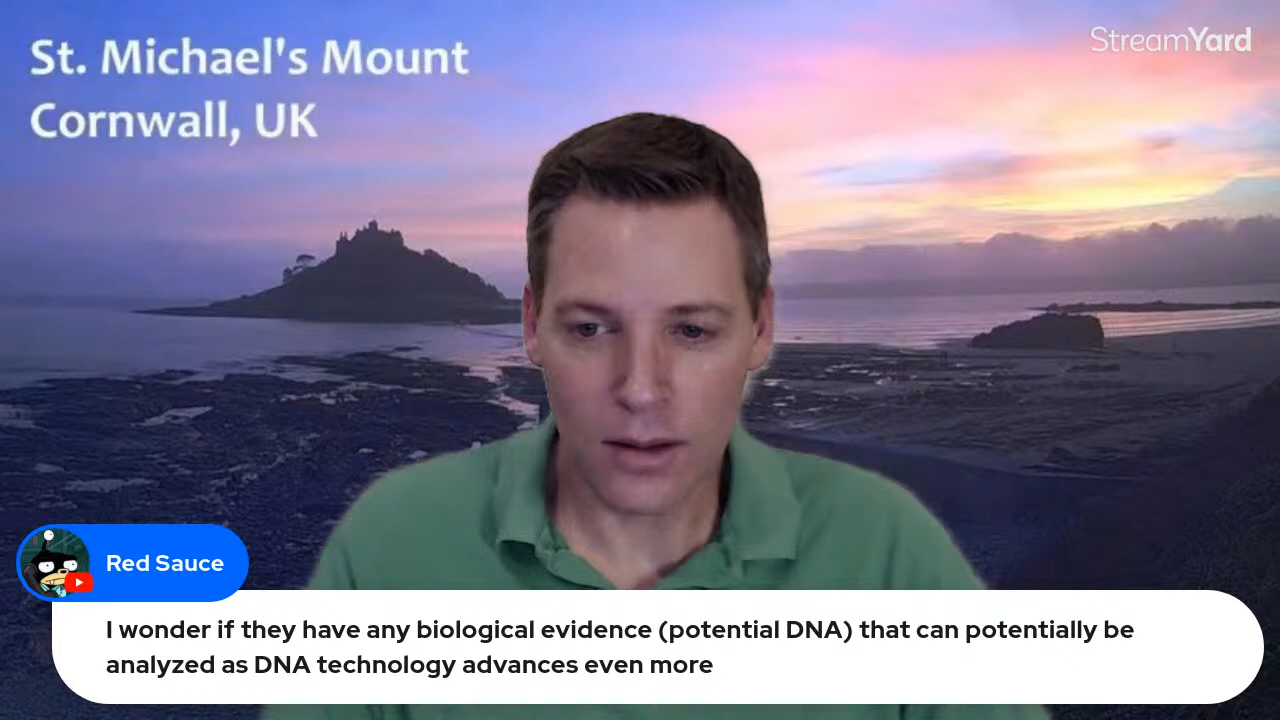 St. Michael's Mount
Cornwall, UK
StreamYard
Red Sauce
I wonder if they have any biological evidence (potential DNA) that can potentially be
analyzed as DNA technology advances even more